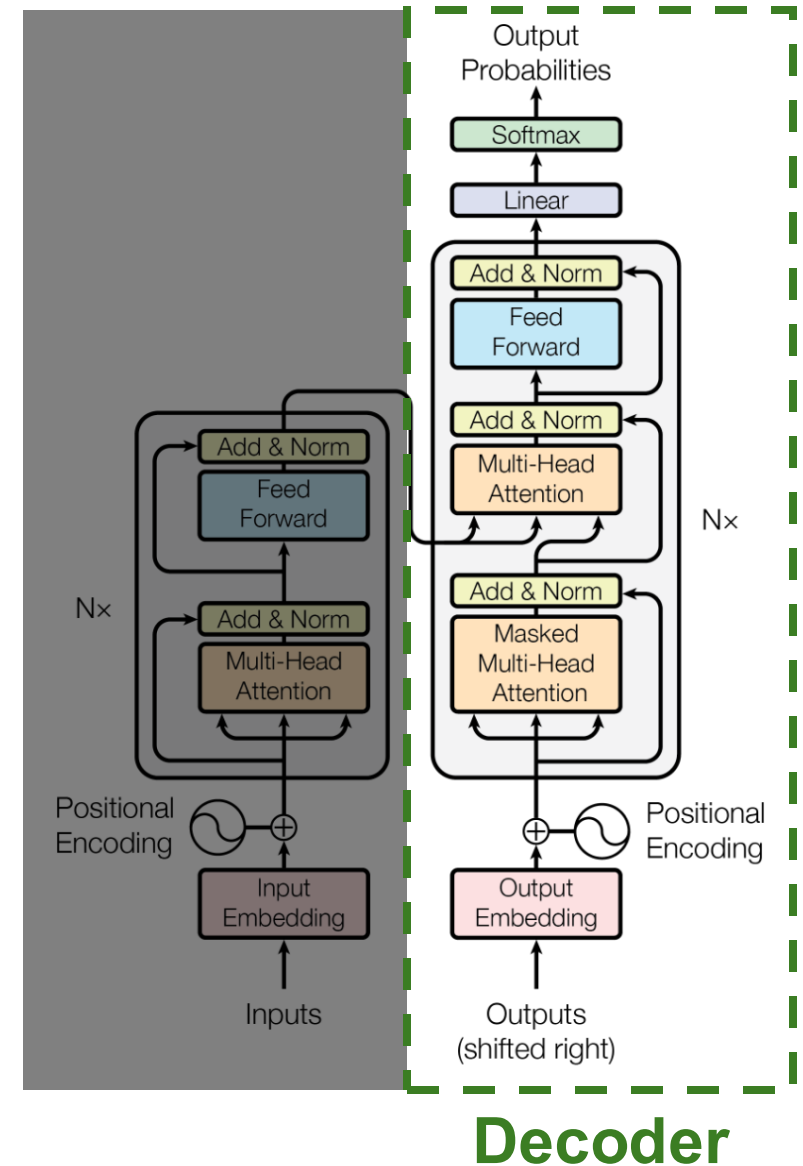 Output
Probabilities
Softmax
Linear
Add & Norm
Feed
Forward
Add & Norm
Multi-Head
Attention
Nx
Add & Norm
Masked
Multi-Head
Attention
Positional
Encoding
Output
Embedding
Outputs
(shifted right)
Add & Norm
Feed
Forward
Nx
Add & Norm
Multi-Head
Attention
Positional
Encoding
Input
Embedding
Inputs
Decoder